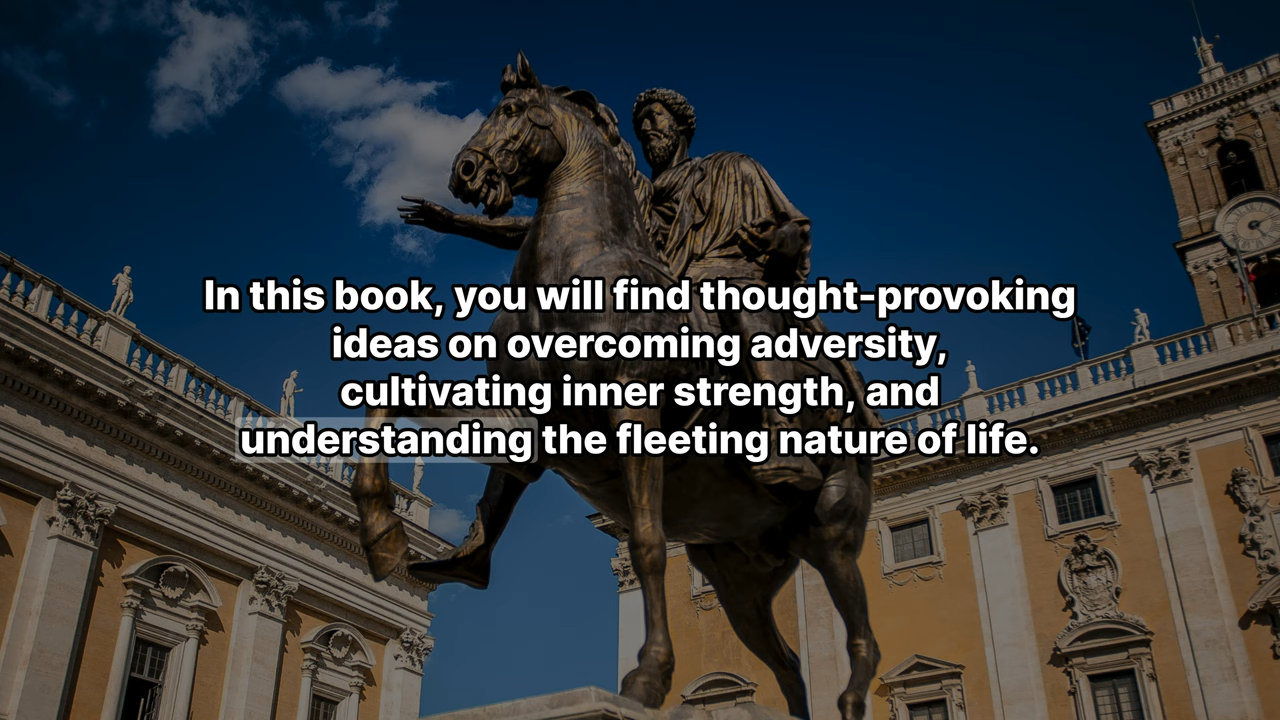 In this book, you will find thought-provoking
ideas on overcoming adversity,
cultivating inner strength, and
understanding the fleeting nature of life.